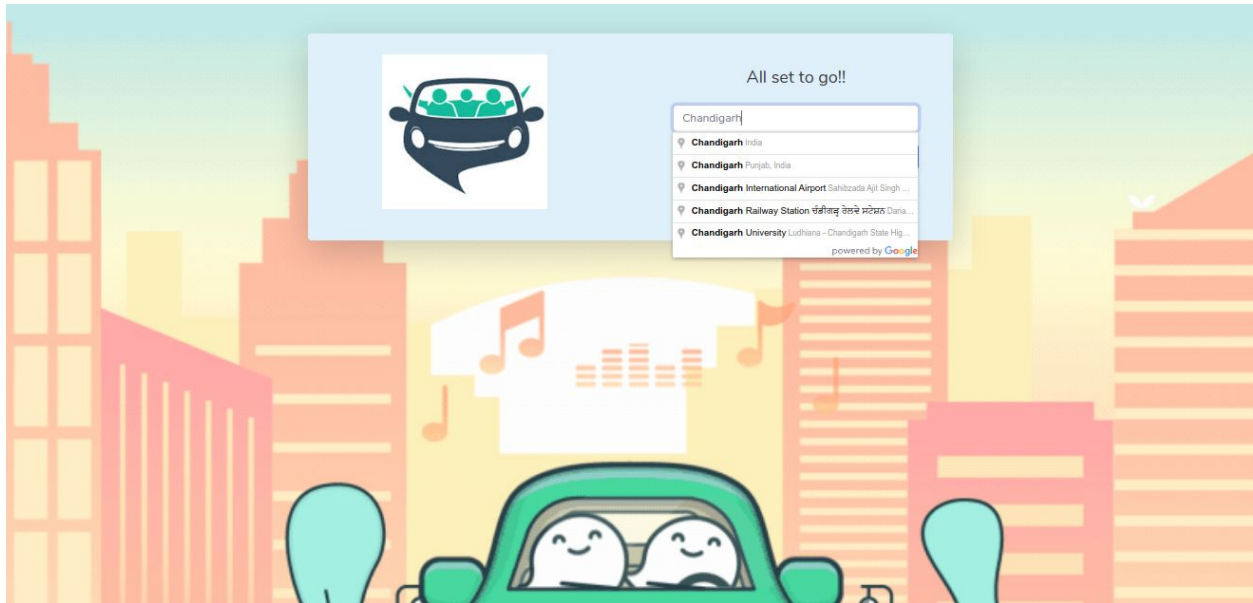 All set to go!!
Chandigarh
Chandigarh India
Chandigarh Punjab, India
Chandigarh International Airport Sahibzada Ajit Singh ...
Chandigarh Railway Station ਚੰਡੀਗੜ੍ਹ ਰੇਲਵੇ ਸਟੇਸ਼ਨ Daria...
Chandigarh University Ludhiana - Chandigarh State Hig...
powered by Google